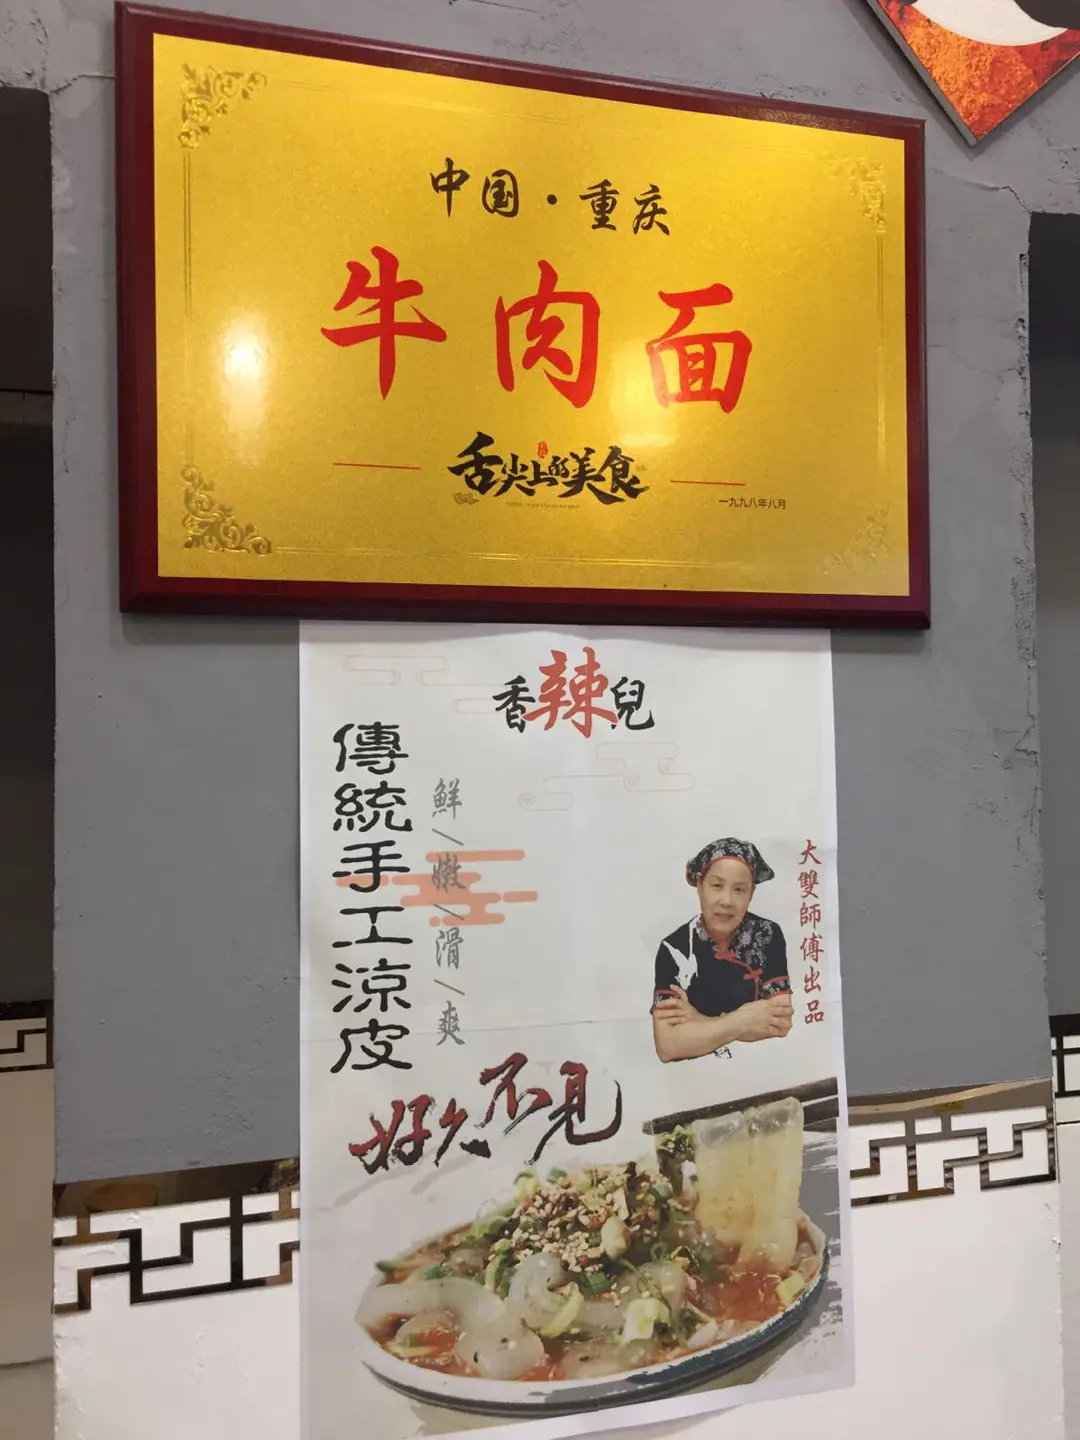 中国·重庆
牛肉面
舌尖上的美食
一九九八年八月
香辣兒
傳統手工涼皮
鮮/嫩/滑/爽
大雙師傅出品
好久不見